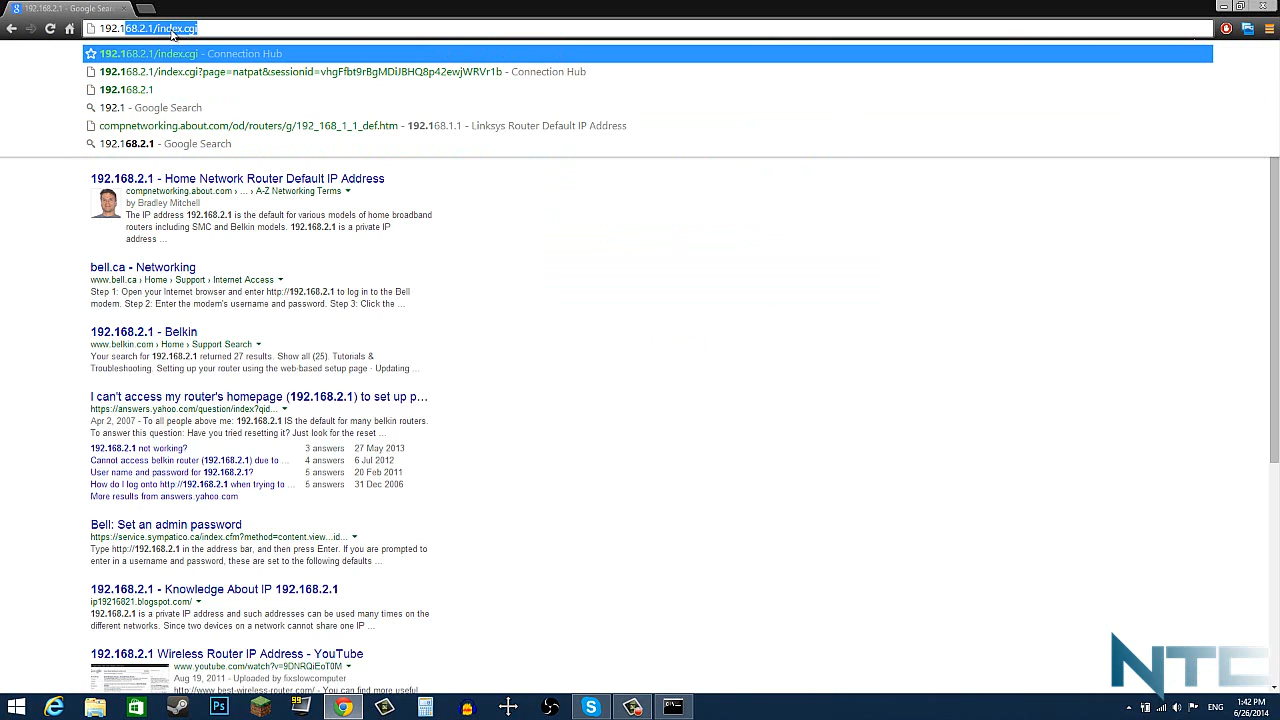 192.168.2.1 - Google Sear
192.168.2.1/index.cgi
192.168.2.1/index.cgi - Connection Hub
192.168.2.1/index.cgi?page=natpat&sessionid=vhgFfbt9rBgMDiJBHQ8p42ewjWRVr1b - Connection Hub
192.168.2.1
192.1 - Google Search
compnetworking.about.com/od/routers/g/192_168_1_1_def.htm - 192.168.1.1 - Linksys Router Default IP Address
192.168.2.1 - Google Search
192.168.2.1 - Home Network Router Default IP Address
compnetworking.about.com › ... › A-Z Networking Terms
by Bradley Mitchell
The IP address 192.168.2.1 is the default for various models of home broadband
routers including SMC and Belkin models. 192.168.2.1 is a private IP
address ...
bell.ca - Networking
www.bell.ca › Home › Support › Internet Access
Step 1: Open your Internet browser and enter http://192.168.2.1 to log in to the Bell
modem. Step 2: Enter the modem's username and password. Step 3: Click the ...
192.168.2.1 - Belkin
www.belkin.com › Home › Support Search
Your search for 192.168.2.1 returned 27 results. Show all (25). Tutorials &
Troubleshooting. Setting up your router using the web-based setup page · Updating ...
I can't access my router's homepage (192.168.2.1) to set up p...
https://answers.yahoo.com/question/index?qid...
Apr 2, 2007 - To all people above me: 192.168.2.1 IS the default for many belkin routers.
To answer this question: Have you tried resetting it? Just look for the reset ...
192.168.2.1 not working? 3 answers 27 May 2013
Cannot access belkin router (192.168.2.1) due to ... 4 answers 6 Jul 2012
User name and password for 192.168.2.1? 5 answers 20 Feb 2011
How do I log onto http://192.168.2.1 when trying to ... 5 answers 31 Dec 2006
More results from answers.yahoo.com
Bell: Set an admin password
https://service.sympatico.ca/index.cfm?method=content.view...id...
Type http://192.168.2.1 in the address bar, and then press Enter. If you are prompted to
enter in a username and password, these are set to the following defaults ...
192.168.2.1 - Knowledge About IP 192.168.2.1
ip19216821.blogspot.com/
192.168.2.1 is a private IP address and such addresses can be used many times on the
different networks. Since two devices on a network cannot share one IP ...
192.168.2.1 Wireless Router IP Address - YouTube
www.youtube.com/watch?v=9DNRQiEoT0M
Aug 19, 2011 - Uploaded by fixslowcomputer
http://www.best-wireless-router.com/ - You can find more useful
NTC
Ps
99
ENG
1:42 PM
6/26/2014